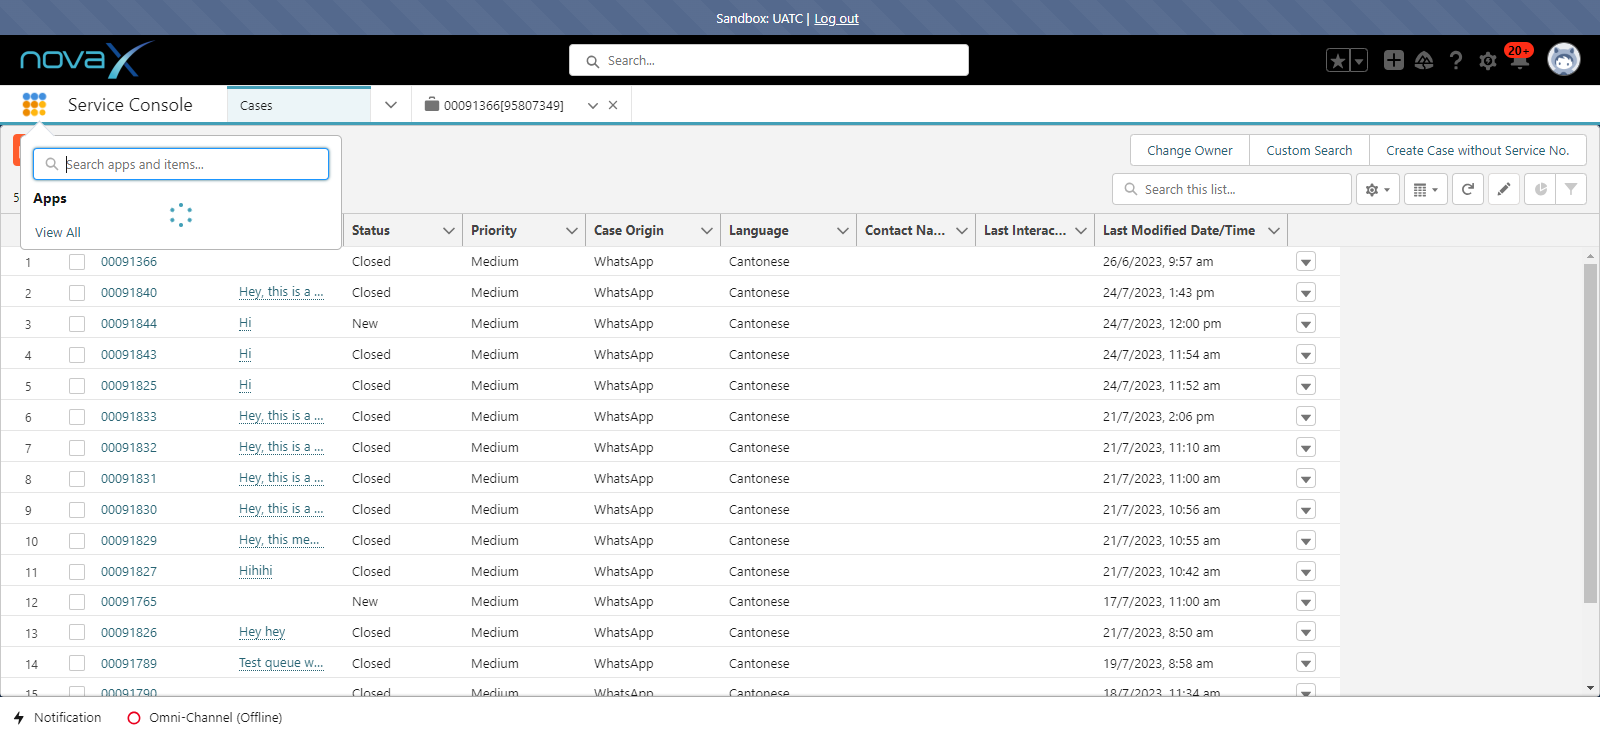 Sandbox: UATC | Log out
novaX
Search...
20+
Service Console
Cases
00091366[95807349]
Search apps and items...
Apps
View All
Change Owner
Custom Search
Create Case without Service No.
5
Search this list...
Status Priority Case Origin Language Contact Na... Last Interac... Last Modified Date/Time
1 00091366 Closed Medium WhatsApp Cantonese 26/6/2023, 9:57 am
2 00091840 Hey, this is a ... Closed Medium WhatsApp Cantonese 24/7/2023, 1:43 pm
3 00091844 Hi New Medium WhatsApp Cantonese 24/7/2023, 12:00 pm
4 00091843 Hi Closed Medium WhatsApp Cantonese 24/7/2023, 11:54 am
5 00091825 Hi Closed Medium WhatsApp Cantonese 24/7/2023, 11:52 am
6 00091833 Hey, this is a ... Closed Medium WhatsApp Cantonese 21/7/2023, 2:06 pm
7 00091832 Hey, this is a ... Closed Medium WhatsApp Cantonese 21/7/2023, 11:10 am
8 00091831 Hey, this is a ... Closed Medium WhatsApp Cantonese 21/7/2023, 11:00 am
9 00091830 Hey, this is a ... Closed Medium WhatsApp Cantonese 21/7/2023, 10:56 am
10 00091829 Hey, this me... Closed Medium WhatsApp Cantonese 21/7/2023, 10:55 am
11 00091827 Hihihi Closed Medium WhatsApp Cantonese 21/7/2023, 10:42 am
12 00091765 New Medium WhatsApp Cantonese 17/7/2023, 11:00 am
13 00091826 Hey hey Closed Medium WhatsApp Cantonese 21/7/2023, 8:50 am
14 00091789 Test queue w... Closed Medium WhatsApp Cantonese 19/7/2023, 8:58 am
15 00091790 Closed Medium WhatsApp Cantonese 18/7/2023, 11:34 am
Notification
Omni-Channel (Offline)